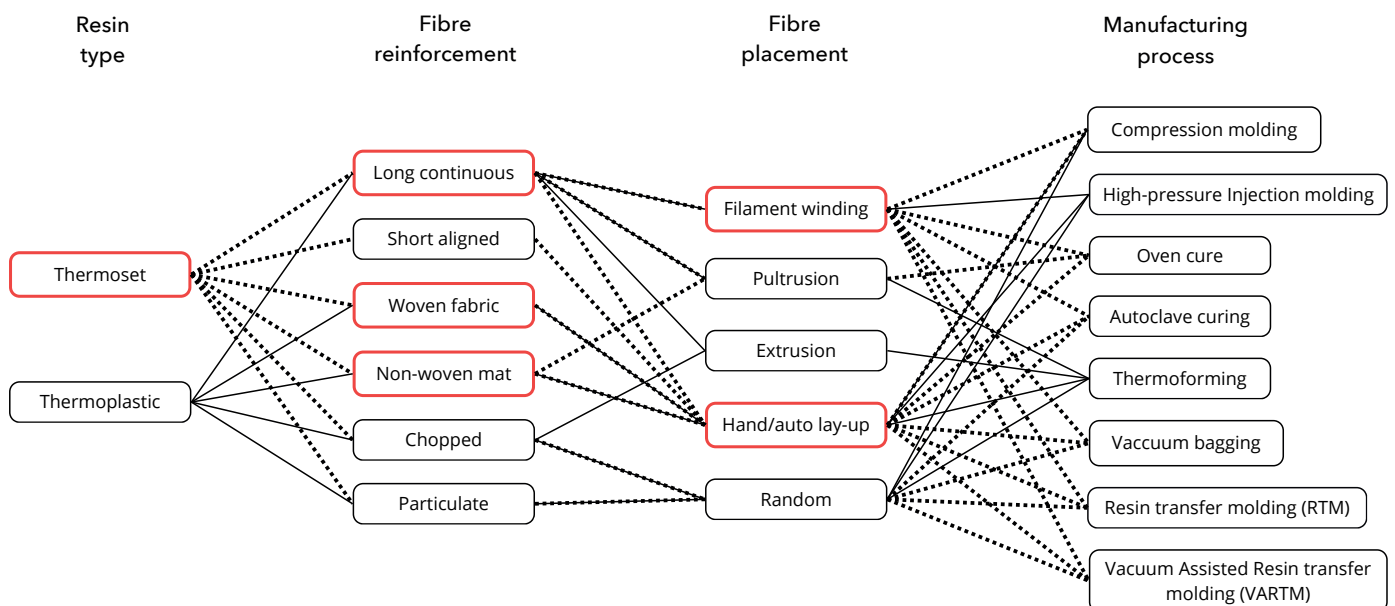 Resin
type
Fibre
reinforcement
Fibre
placement
Manufacturing
process
Thermoset
Thermoplastic
Long continuous
Short aligned
Woven fabric
Non-woven mat
Chopped
Particulate
Filament winding
Pultrusion
Extrusion
Hand/auto lay-up
Random
Compression molding
High-pressure Injection molding
Oven cure
Autoclave curing
Thermoforming
Vaccuum bagging
Resin transfer molding (RTM)
Vacuum Assisted Resin transfer
molding (VARTM)